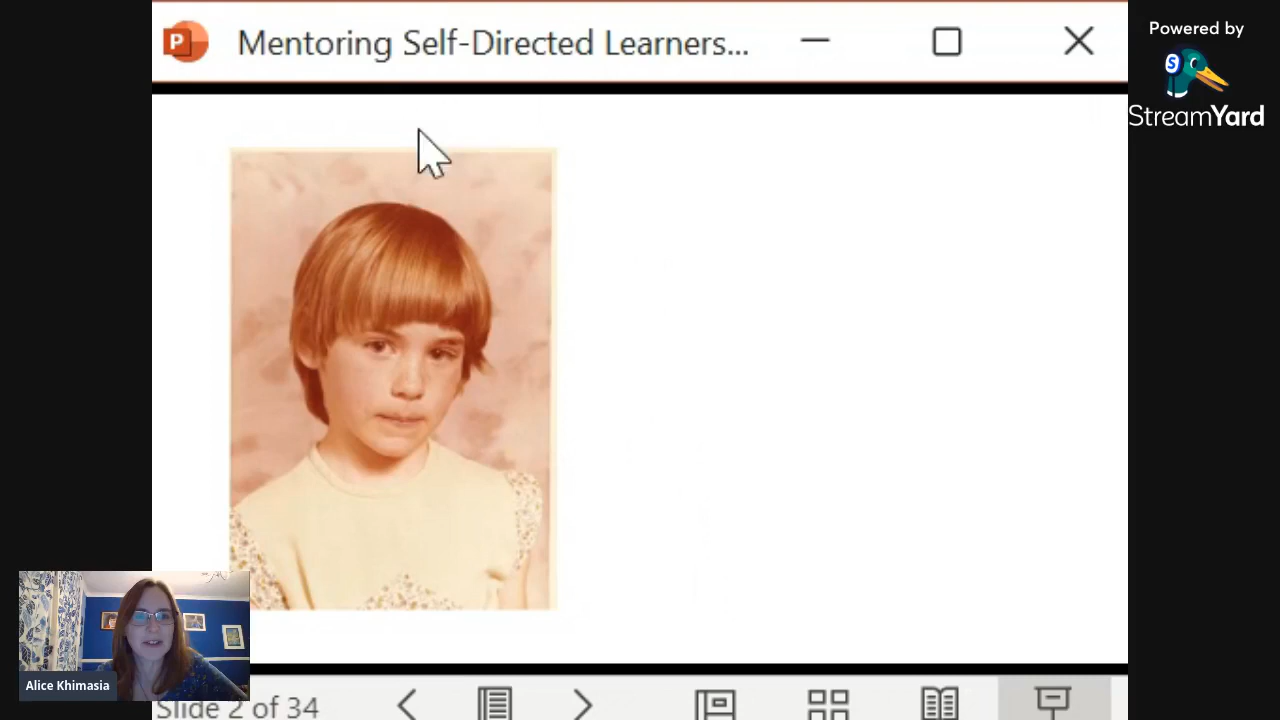 Mentoring Self-Directed Learners...
Powered by
StreamYard
Alice Khimasia
Slide 2 of 34